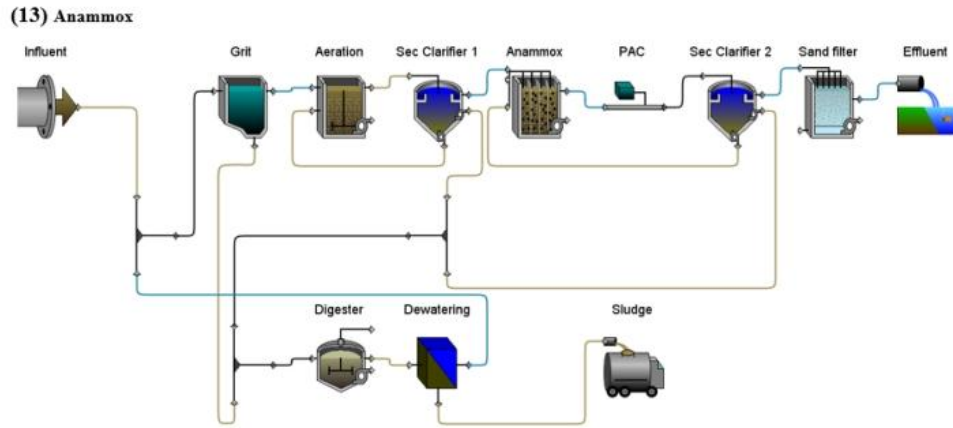 (13) Anammox
Influent
Grit
Aeration
Sec Clarifier 1
Anammox
PAC
Sec Clarifier 2
Sand filter
Effluent
Digester
Dewatering
Sludge